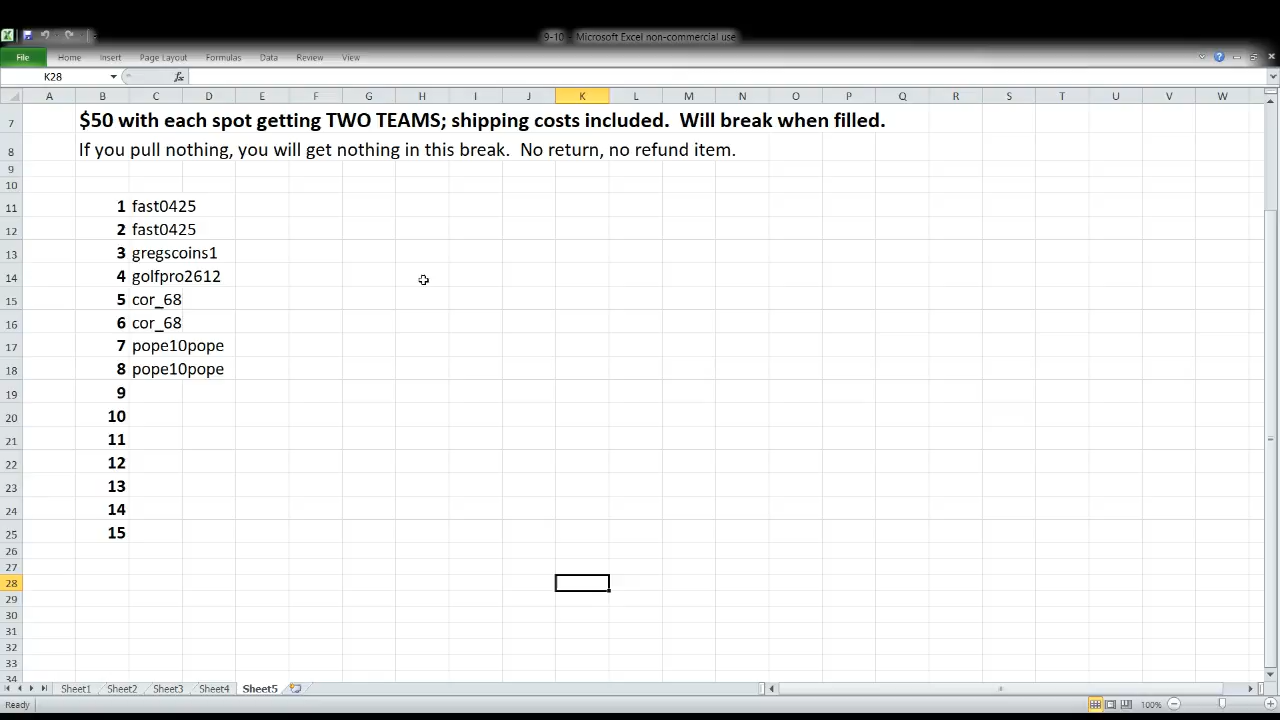 9-10 - Microsoft Excel non-commercial use
File Home Insert Page Layout Formulas Data Review View
K28 fx
A B C D E F G H I J K L M N O P Q R S T U V W
7 $50 with each spot getting TWO TEAMS; shipping costs included.  Will break when filled.
8 If you pull nothing, you will get nothing in this break.  No return, no refund item.
9
10
11 1 fast0425
12 2 fast0425
13 3 gregscoins1
14 4 golfpro2612
15 5 cor_68
16 6 cor_68
17 7 pope10pope
18 8 pope10pope
19 9
20 10
21 11
22 12
23 13
24 14
25 15
26
27
28
29
30
31
32
33
34
Sheet1 Sheet2 Sheet3 Sheet4 Sheet5
Ready 100%